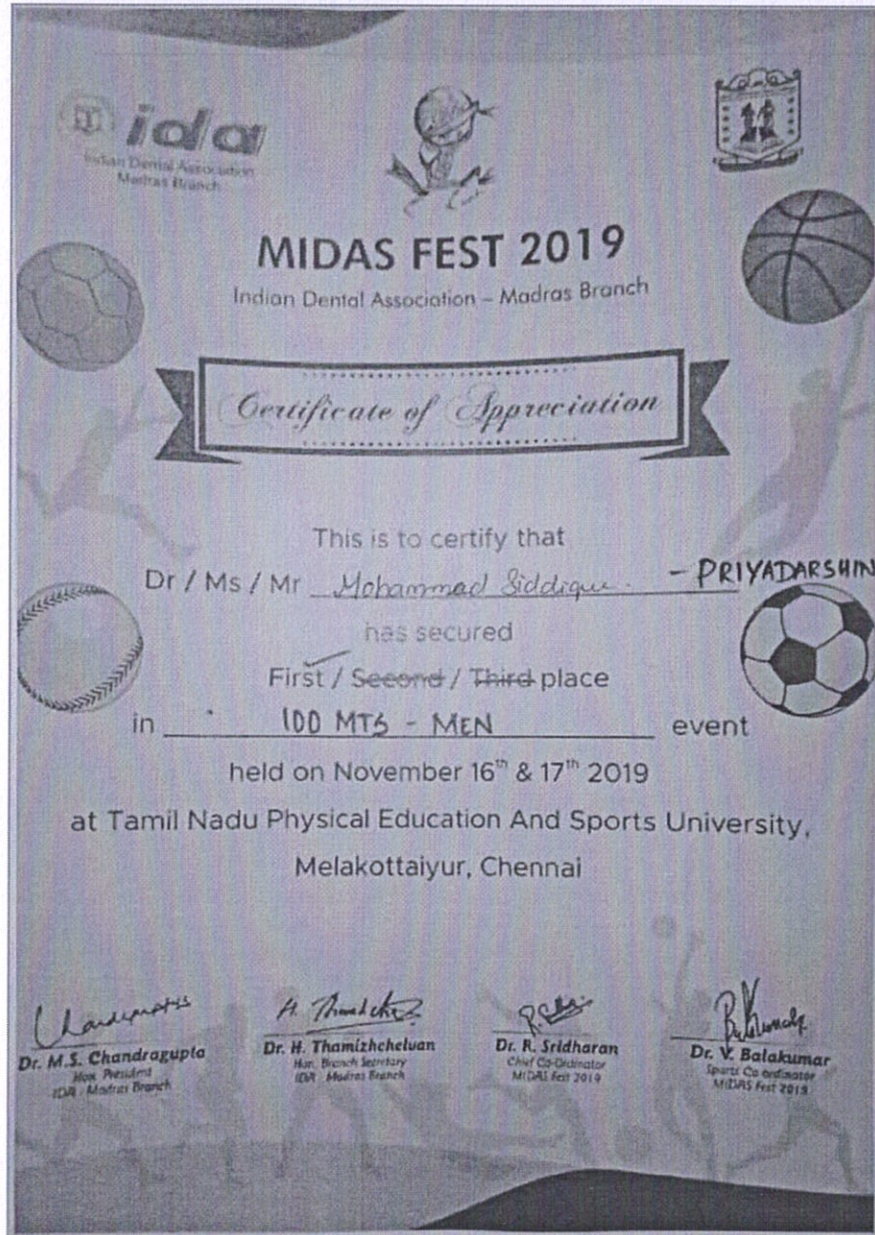 ida
Indian Dental Association
Madras Branch
MIDAS FEST 2019
Indian Dental Association – Madras Branch
Certificate of Appreciation
This is to certify that
Dr / Ms / Mr Mohammad Siddique - PRIYADARSHIN
has secured
First / Second / Third place
in 100 MTS - MEN event
held on November 16th & 17th 2019
at Tamil Nadu Physical Education And Sports University,
Melakottaiyur, Chennai
Dr. M.S. Chandragupta
Hon. President
IDA - Madras Branch
Dr. H. Thamizhchelvan
Hon. Branch Secretary
IDA - Madras Branch
Dr. R. Sridharan
Chief Co-Ordinator
MIDAS Fest 2019
Dr. V. Balakumar
Sports Co ordinator
MIDAS Fest 2019